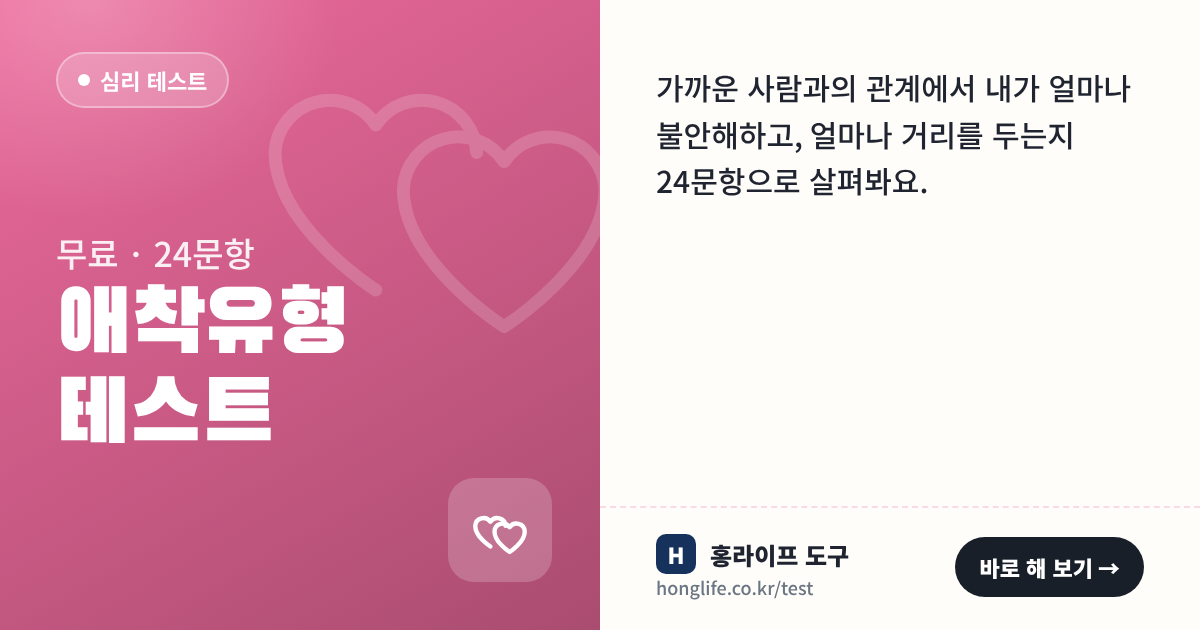 심리 테스트
무료 · 24문항
애착유형
테스트
가까운 사람과의 관계에서 내가 얼마나
불안해하고, 얼마나 거리를 두는지
24문항으로 살펴봐요.
H 홍라이프 도구
honglife.co.kr/test
바로 해 보기 →